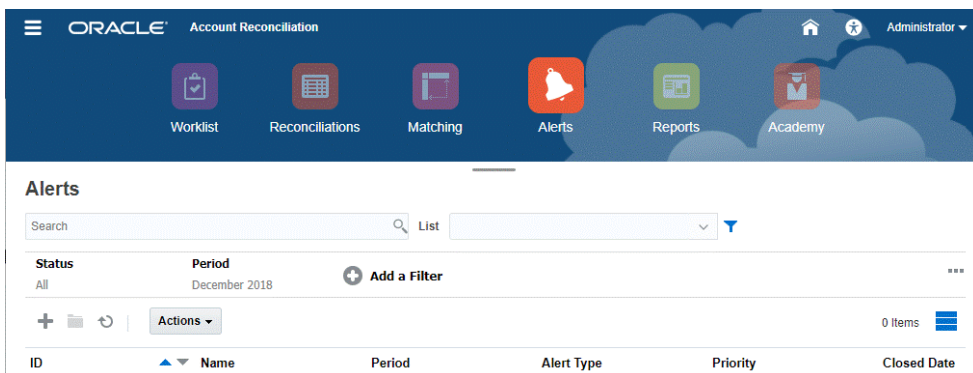 ORACLE Account Reconciliation Administrator
Worklist Reconciliations Matching Alerts Reports Academy
Alerts
Search List
Status Period
All December 2018
Add a Filter
Actions 0 Items
ID Name Period Alert Type Priority Closed Date